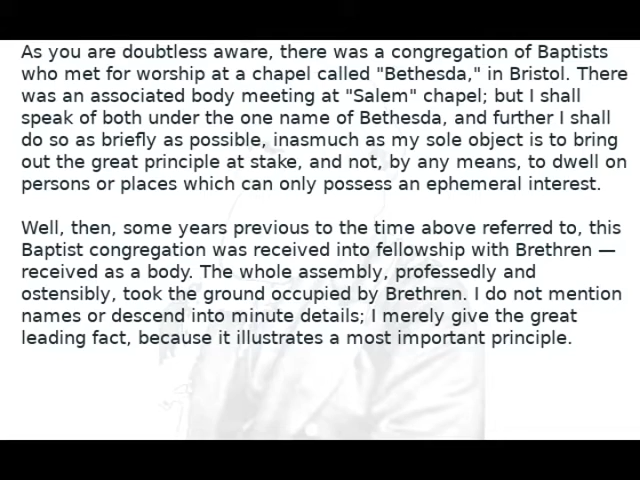 As you are doubtless aware, there was a congregation of Baptists
who met for worship at a chapel called "Bethesda," in Bristol. There
was an associated body meeting at "Salem" chapel; but I shall
speak of both under the one name of Bethesda, and further I shall
do so as briefly as possible, inasmuch as my sole object is to bring
out the great principle at stake, and not, by any means, to dwell on
persons or places which can only possess an ephemeral interest.

Well, then, some years previous to the time above referred to, this
Baptist congregation was received into fellowship with Brethren —
received as a body. The whole assembly, professedly and
ostensibly, took the ground occupied by Brethren. I do not mention
names or descend into minute details; I merely give the great
leading fact, because it illustrates a most important principle.